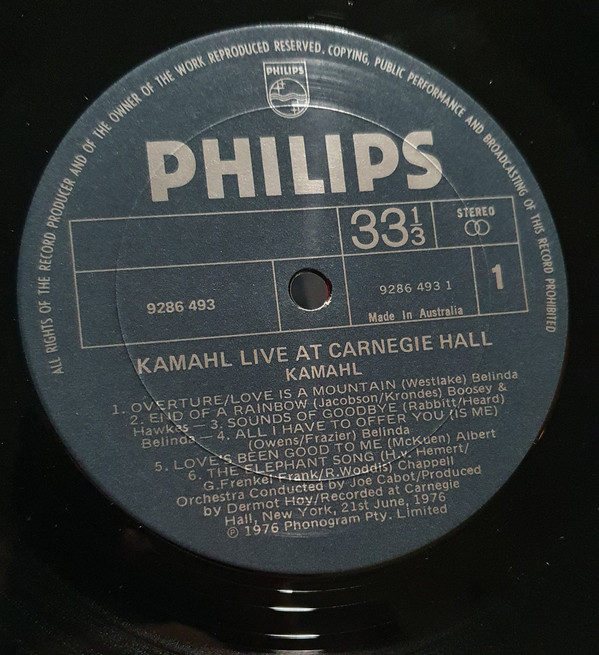 ALL RIGHTS OF THE RECORD PRODUCER AND OF THE OWNER OF THE WORK REPRODUCED RESERVED. COPYING, PUBLIC PERFORMANCE AND BROADCASTING OF THIS RECORD PROHIBITED
PHILIPS
PHILIPS
33 1/3
STEREO
9286 493
9286 493 1
1
Made in Australia
KAMAHL LIVE AT CARNEGIE HALL
KAMAHL
1. OVERTURE/LOVE IS A MOUNTAIN (Westlake) Belinda
2. END OF A RAINBOW (Jacobson/Krondes) Boosey &
Hawkas — 3. SOUNDS OF GOODBYE (Rabbitt/Heard)
Belinda — 4. ALL I HAVE TO OFFER YOU (IS ME)
(Owens/Frazier) Belinda
5. LOVE'S BEEN GOOD TO ME (McKuen) Albert
6. THE ELEPHANT SONG (H.v. Hemert/
G.Frenkel Frank/R.Woddis) Chappell
Orchestra Conducted by Joe Cabot/Produced
by Dermot Hoy/Recorded at Carnegie
Hall, New York, 21st June, 1976
℗ 1976 Phonogram Pty. Limited